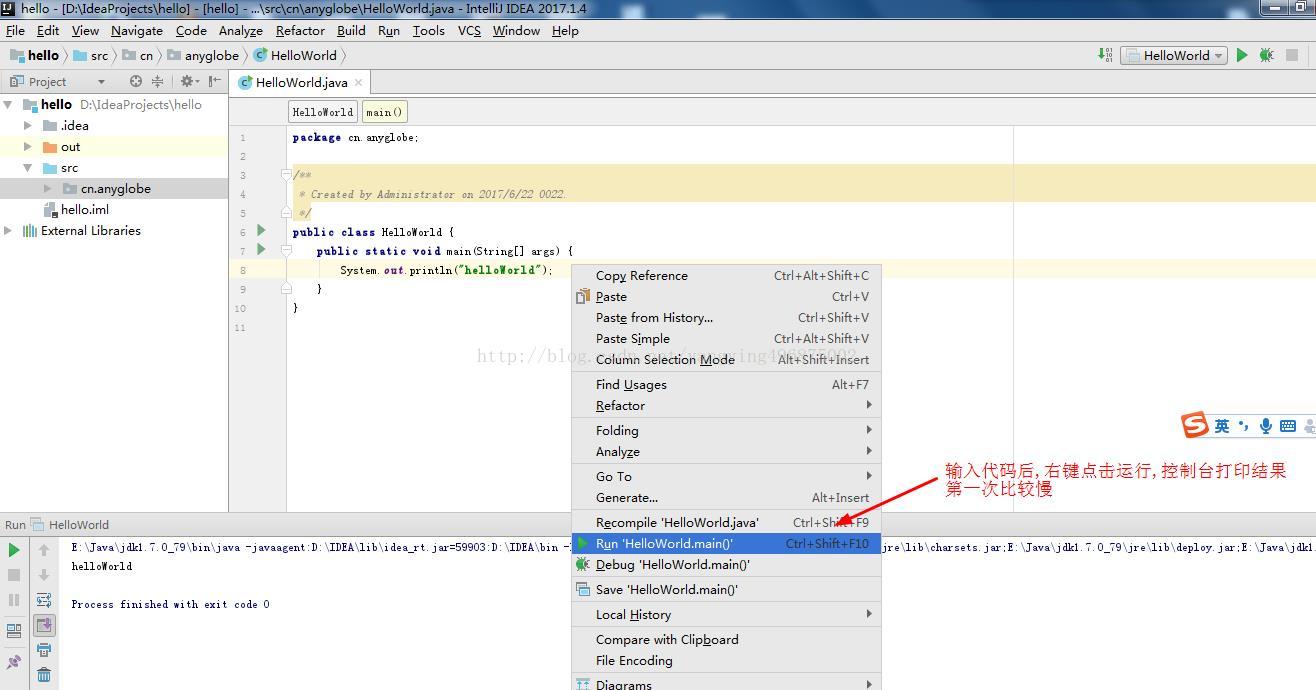 hello - [D:\IdeaProjects\hello] - [hello] - ...\src\cn\anyglobe\HelloWorld.java - IntelliJ IDEA 2017.1.4
File Edit View Navigate Code Analyze Refactor Build Run Tools VCS Window Help
hello src cn anyglobe HelloWorld HelloWorld
Project HelloWorld.java
hello D:\IdeaProjects\hello
.idea
out
src
cn.anyglobe
hello.iml
External Libraries
HelloWorld main()
1 package cn.anyglobe;
2
3 /**
4 * Created by Administrator on 2017/6/22 0022.
5 */
6 public class HelloWorld {
7 public static void main(String[] args) {
8 System.out.println("helloWorld");
9 }
10 }
11
http://blog.csdn.net/
Copy Reference Ctrl+Alt+Shift+C
Paste Ctrl+V
Paste from History... Ctrl+Shift+V
Paste Simple Ctrl+Alt+Shift+V
Column Selection Mode Alt+Shift+Insert
Find Usages Alt+F7
Refactor
Folding
Analyze
Go To
Generate... Alt+Insert
Recompile 'HelloWorld.java' Ctrl+Shift+F9
Run 'HelloWorld.main()' Ctrl+Shift+F10
Debug 'HelloWorld.main()'
Save 'HelloWorld.main()'
Local History
Compare with Clipboard
File Encoding
Diagrams
S英
输入代码后,右键点击运行,控制台打印结果
第一次比较慢
Run HelloWorld
E:\Java\jdk1.7.0_79\bin\java -javaagent:D:\IDEA\lib\idea_rt.jar=59903:D:\IDEA\bin - jre\lib\charsets.jar;E:\Java\jdk1.7.0_79\jre\lib\deploy.jar;E:\Java\jdk1.
helloWorld
Process finished with exit code 0